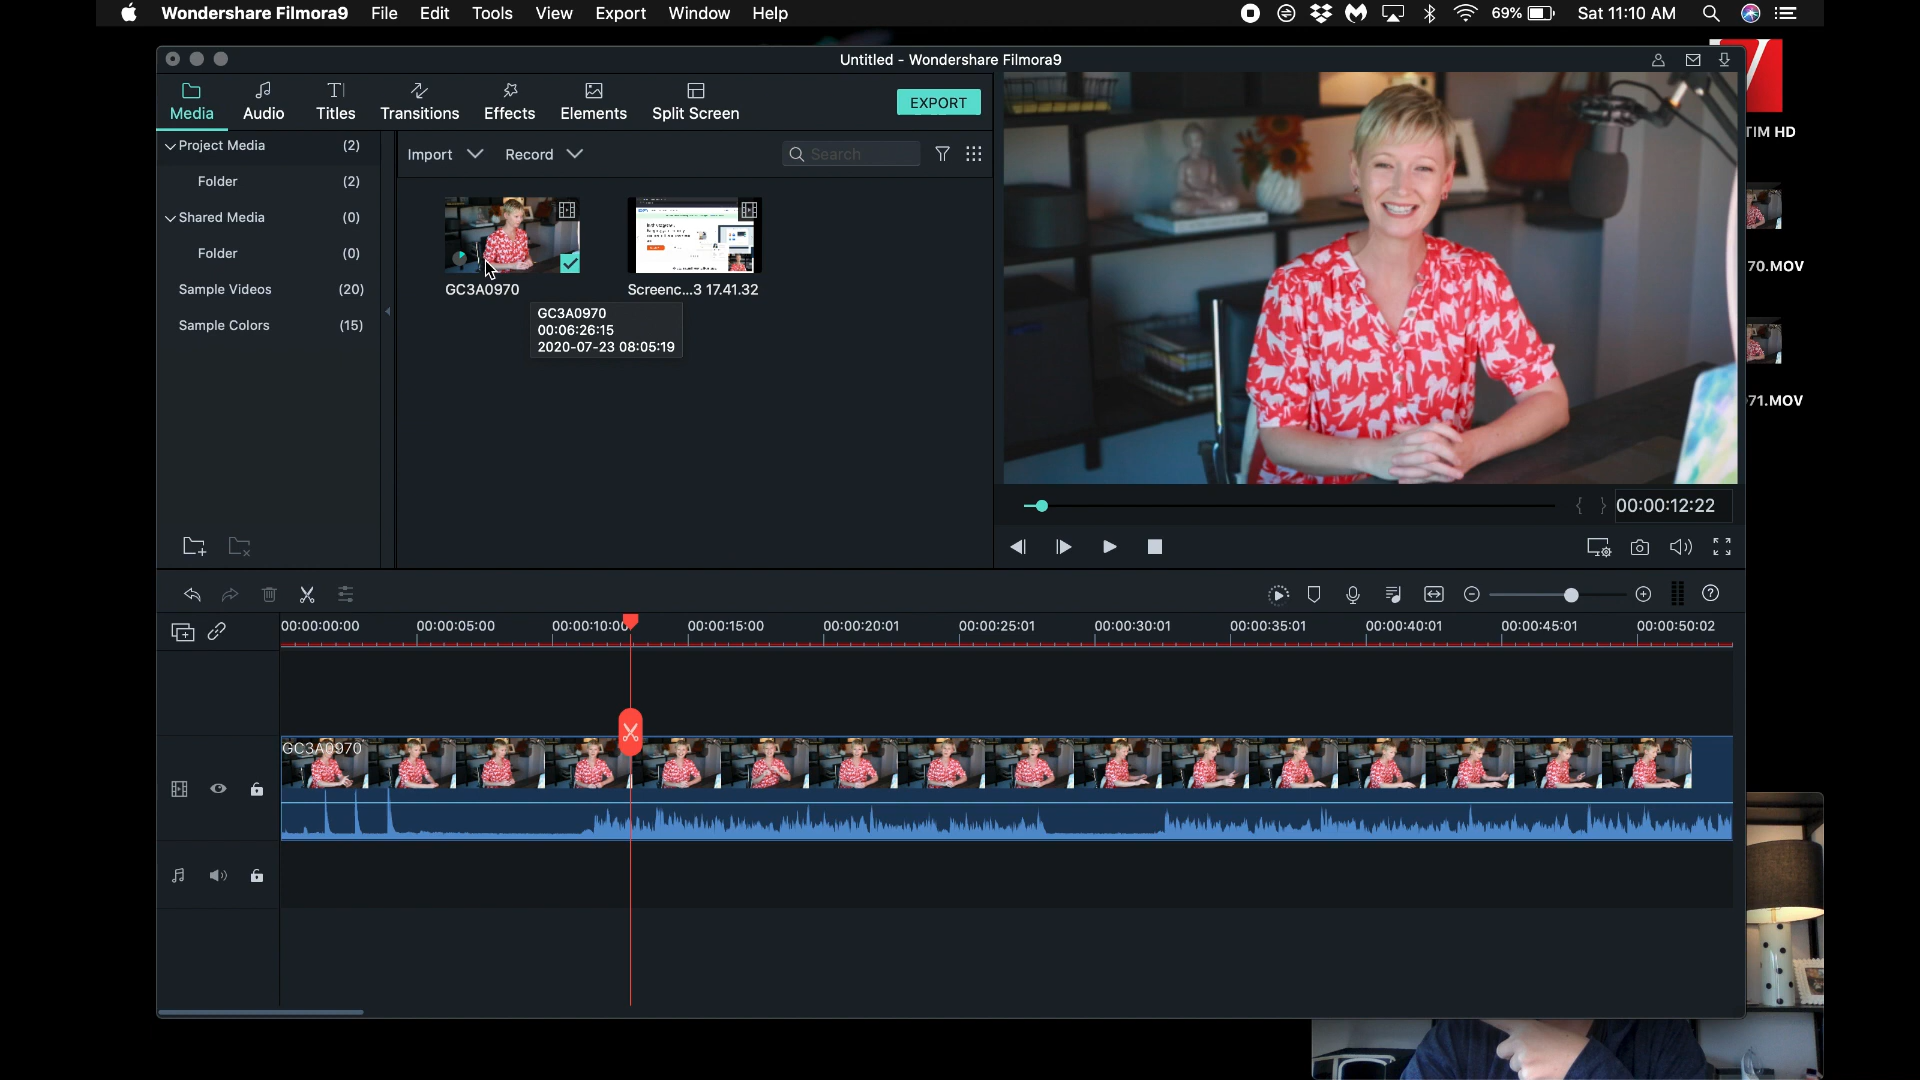 Wondershare Filmora9 File Edit Tools View Export Window Help
69% Sat 11:10 AM
Untitled - Wondershare Filmora9
Media Audio Titles Transitions Effects Elements Split Screen
EXPORT
Project Media (2)
Folder (2)
Shared Media (0)
Folder (0)
Sample Videos (20)
Sample Colors (15)
Import Record Search
GC3A0970
Screenc...3 17.41.32
GC3A0970
00:06:26:15
2020-07-23 08:05:19
TIM HD
70.MOV
71.MOV
00:00:12:22
00:00:00:00 00:00:05:00 00:00:10:0 00:00:15:00 00:00:20:01 00:00:25:01 00:00:30:01 00:00:35:01 00:00:40:01 00:00:45:01 00:00:50:02
GC3A0970